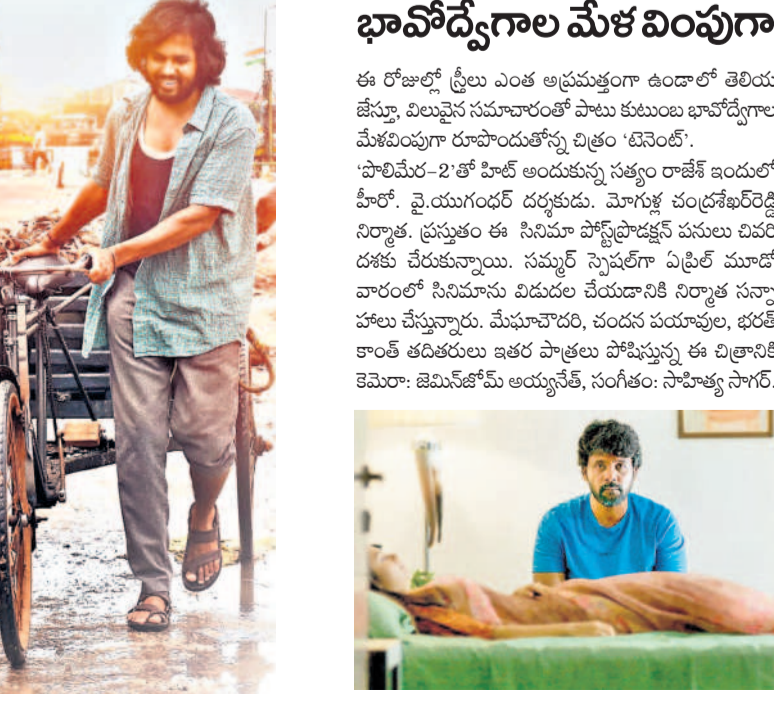 భావోద్వేగాల మేళ వింపుగా
ఈ రోజుల్లో స్త్రీలు ఎంత అప్రమత్తంగా ఉండాలో తెలియ
జేస్తూ, విలువైన సమాచారంతో పాటు కుటుంబ భావోద్వేగాల
మేళవింపుగా రూపొందుతోన్న చిత్రం ‘టెనెంట్’.
‘పొలిమేర–2’తో హిట్ అందుకున్న సత్యం రాజేశ్ ఇందులో
హీరో. వై.యుగంధర్ దర్శకుడు. మోగుళ్ల చంద్రశేఖర్‌రెడ్డి
నిర్మాత. ప్రస్తుతం ఈ సినిమా పోస్ట్‌ప్రొడక్షన్ పనులు చివరి
దశకు చేరుకున్నాయి. సమ్మర్ స్పెషల్‌గా ఏప్రిల్ మూడో
వారంలో సినిమాను విడుదల చేయడానికి నిర్మాత సన్నా
హాలు చేస్తున్నారు. మేఘాచౌదరి, చందన పయావుల, భరత్
కాంత్ తదితరులు ఇతర పాత్రలు పోషిస్తున్న ఈ చిత్రానికి
కెమెరా: జెమిన్‌జోమ్ అయ్యనేత్, సంగీతం: సాహిత్య సాగర్.